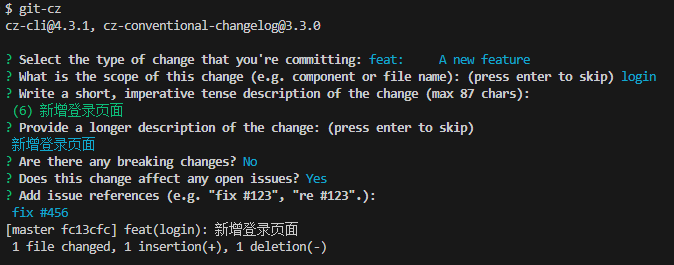 $ git-cz
cz-cli@4.3.1, cz-conventional-changelog@3.3.0
? Select the type of change that you're committing: feat:     A new feature
? What is the scope of this change (e.g. component or file name): (press enter to skip) login
? Write a short, imperative tense description of the change (max 87 chars):
(6) 新增登录页面
? Provide a longer description of the change: (press enter to skip)
新增登录页面
? Are there any breaking changes? No
? Does this change affect any open issues? Yes
? Add issue references (e.g. "fix #123", "re #123".):
fix #456
[master fc13cfc] feat(login): 新增登录页面
1 file changed, 1 insertion(+), 1 deletion(-)